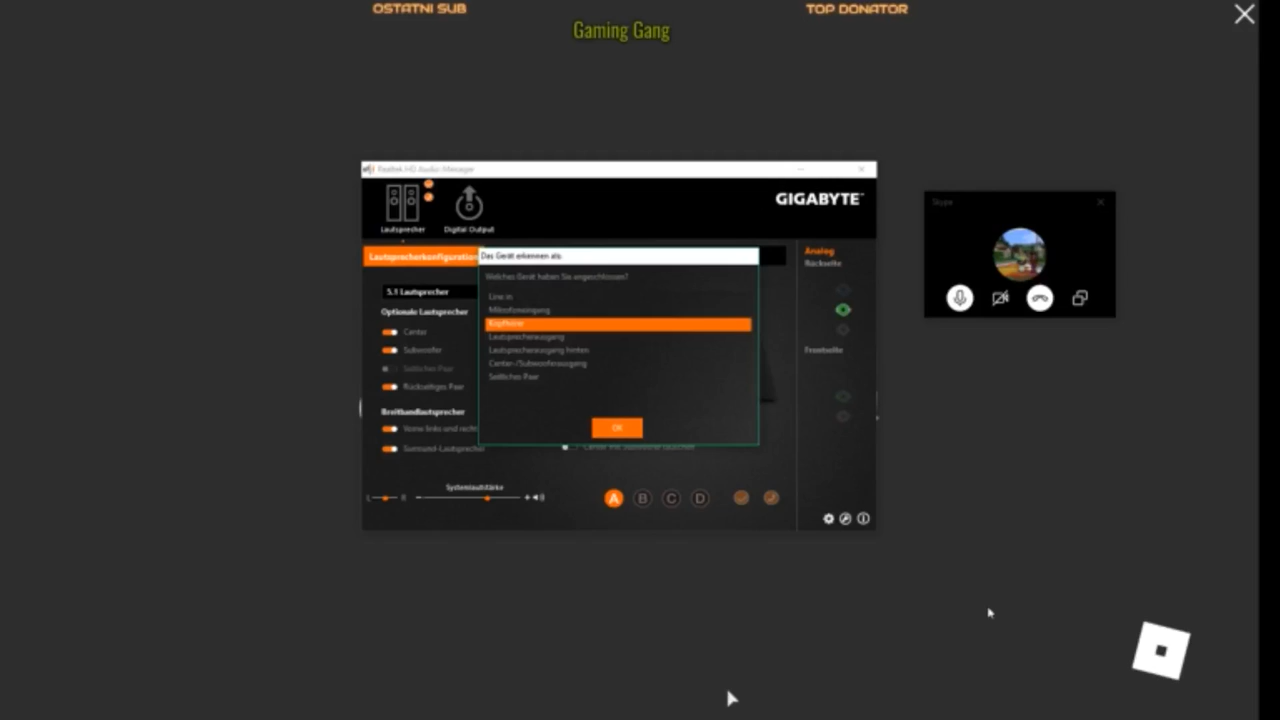 OSTATNI SUB
TOP DONATOR
Gaming Gang
Realtek HD Audio-Manager
Lautsprecher
Digital Output
GIGABYTE™
Skype
Lautsprecherkonfiguration
Das Gerät erkennen als
Welches Gerät haben Sie angeschlossen?
Line in
Mikrofoneingang
Kopfhörer
Lautsprecherausgang
Lautsprecherausgang hinten
Center-/Subwooferausgang
Seitliches Paar
OK
5.1 Lautsprecher
Optionale Lautsprecher
Center
Subwoofer
Seitliches Paar
Rückseitiges Paar
Breitbandlautsprecher
Vorne links und rechts
Surround-Lautsprecher
Analog
Rückseite
Frontseite
Systemlautstärke
L
R
A
B
C
D